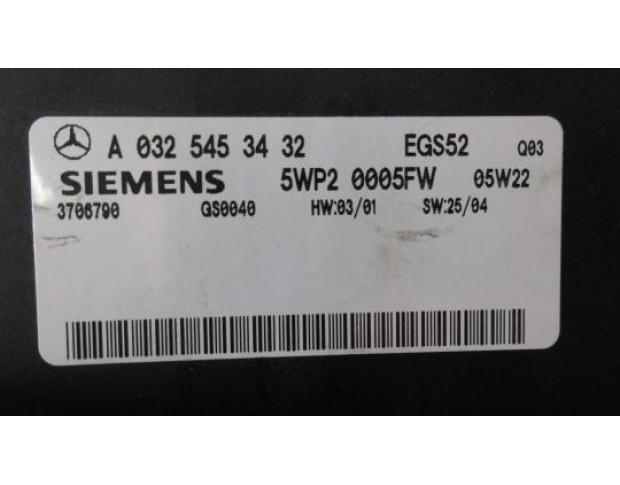 A 032 545 34 32 EGS52 Q03
SIEMENS 5WP2 0005FW 05W22
3706790 GS0040 HW:03/01 SW:25/04